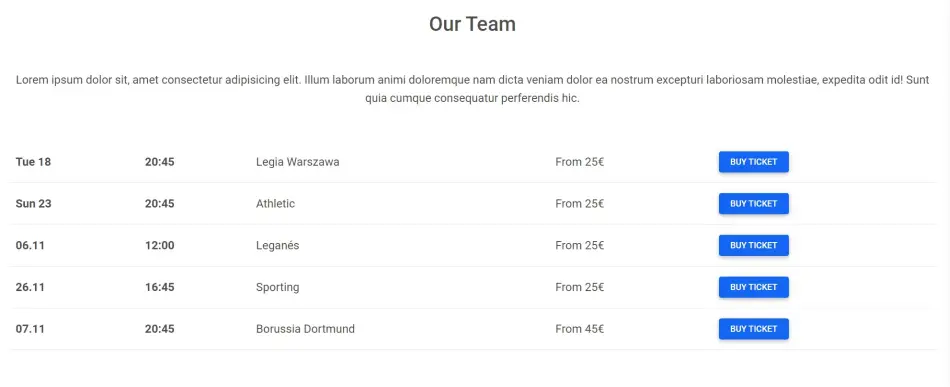 Our Team
Lorem ipsum dolor sit, amet consectetur adipisicing elit. Illum laborum animi doloremque nam dicta veniam dolor ea nostrum excepturi laboriosam molestiae, expedita odit id! Sunt
quia cumque consequatur perferendis hic.
Tue 18 20:45 Legia Warszawa From 25€ BUY TICKET
Sun 23 20:45 Athletic From 25€ BUY TICKET
06.11 12:00 Leganés From 25€ BUY TICKET
26.11 16:45 Sporting From 25€ BUY TICKET
07.11 20:45 Borussia Dortmund From 45€ BUY TICKET